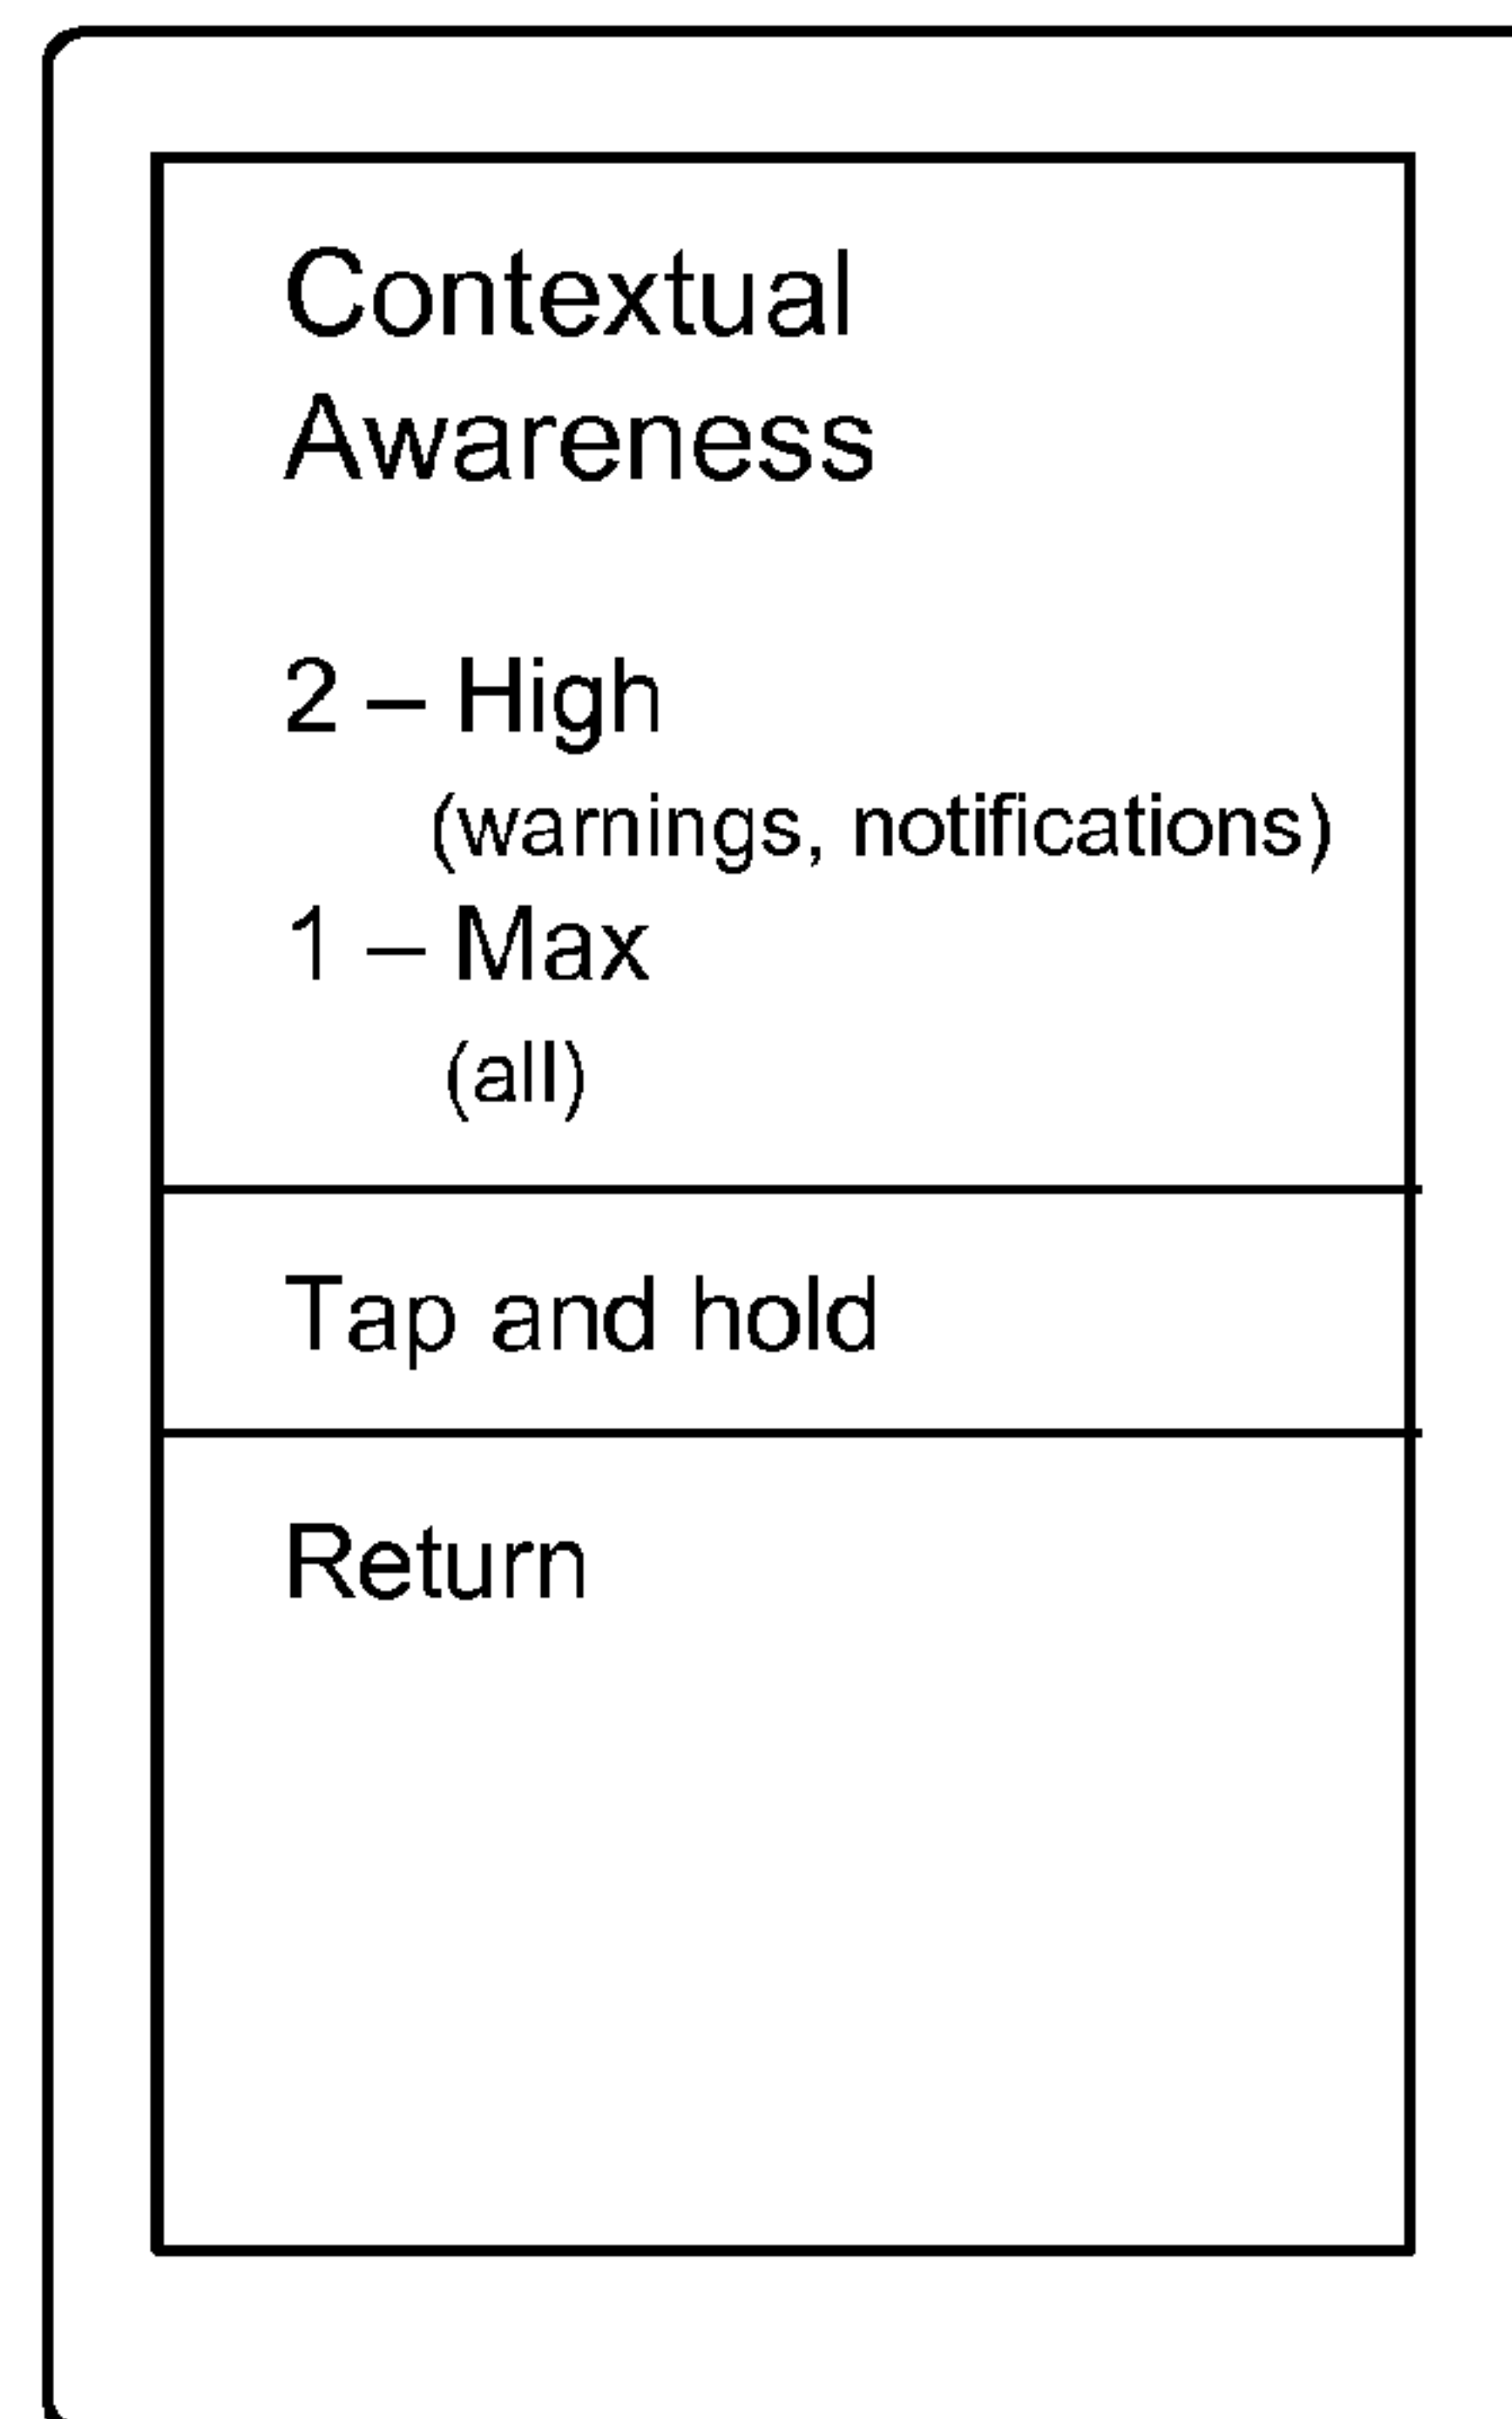 Contextual
Awareness
2 – High
(warnings, notifications)
1 – Max
(all)
Tap and hold
Return